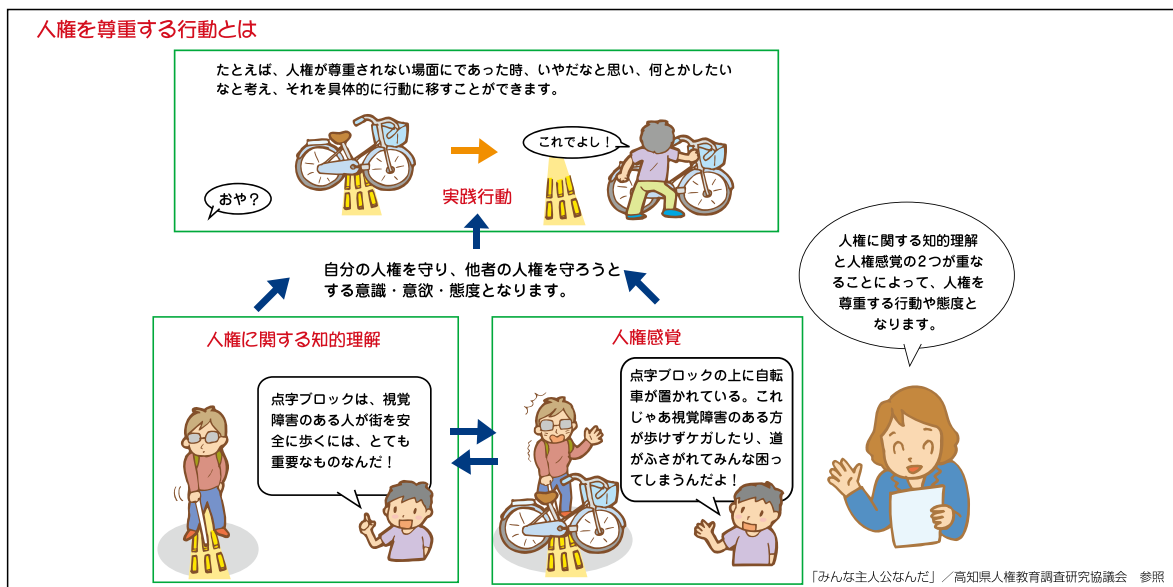 人権を尊重する行動とは
たとえば、人権が尊重されない場面にであった時、いやだなと思い、何とかしたい
なと考え、それを具体的に行動に移すことができます。
これでよし！
おや？
実践行動
自分の人権を守り、他者の人権を守ろうと
する意識・意欲・態度となります。
人権に関する知的理解
と人権感覚の2つが重な
ることによって、人権を
尊重する行動や態度と
なります。
人権に関する知的理解
点字ブロックは、視覚
障害のある人が街を安
全に歩くには、とても
重要なものなんだ！
人権感覚
点字ブロックの上に自転
車が置かれている。これ
じゃあ視覚障害のある方
が歩けずケガしたり、道
がふさがれてみんな困っ
てしまうんだよ！
「みんな主人公なんだ」／高知県人権教育調査研究協議会　参照